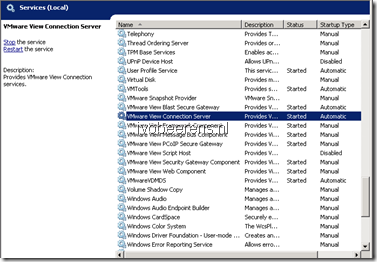 Services (Local)
VMware View Connection Server
Stop the service
Restart the service
Description:
Provides VMware View Connection services.
Name Description Status Startup Type
Telephony Provides T... Manual
Thread Ordering Server Provides or... Manual
TPM Base Services Enables ac... Manual
UPnP Device Host Allows UPn... Disabled
User Profile Service This servic... Started Automatic
Virtual Disk Provides m... Manual
VMTools Provides s... Started Automatic
VMware Snapshot Provider VMware Sn... Manual
VMware View Blast Secure Gateway Provides V... Started Automatic
VMware View Connection Server Provides V... Started Automatic
VMware View Framework Component Provides V... Started Manual
VMware View Message Bus Component Provides V... Started Manual
VMware View PCoIP Secure Gateway Provides V... Started Manual
VMware View Script Host Provides V... Disabled
VMware View Security Gateway Component Provides V... Started Manual
VMware View Web Component Provides V... Started Manual
VMwareVDMDS Provides V... Started Automatic
Volume Shadow Copy Manages a... Manual
Windows Audio Manages a... Manual
Windows Audio Endpoint Builder Manages a... Manual
Windows CardSpace Securely e... Manual
Windows Color System The WcsPl... Manual
Windows Driver Foundation - User-mode ... Creates an... Manual
Windows Error Reporting Service Allows error... Manual
ivobeerens.nl